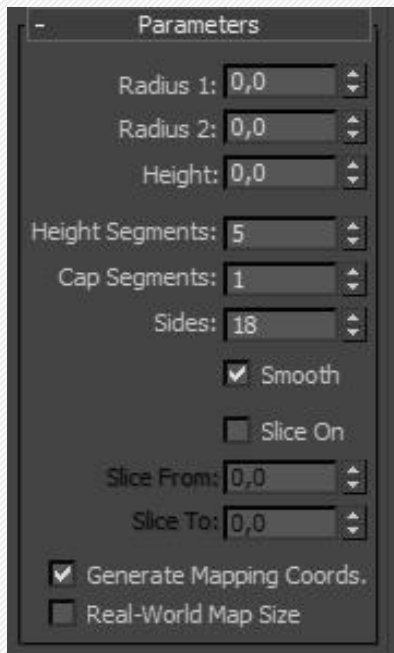 - Parameters
Radius 1: 0,0
Radius 2: 0,0
Height: 0,0
Height Segments: 5
Cap Segments: 1
Sides: 18
Smooth
Slice On
Slice From: 0,0
Slice To: 0,0
Generate Mapping Coords.
Real-World Map Size